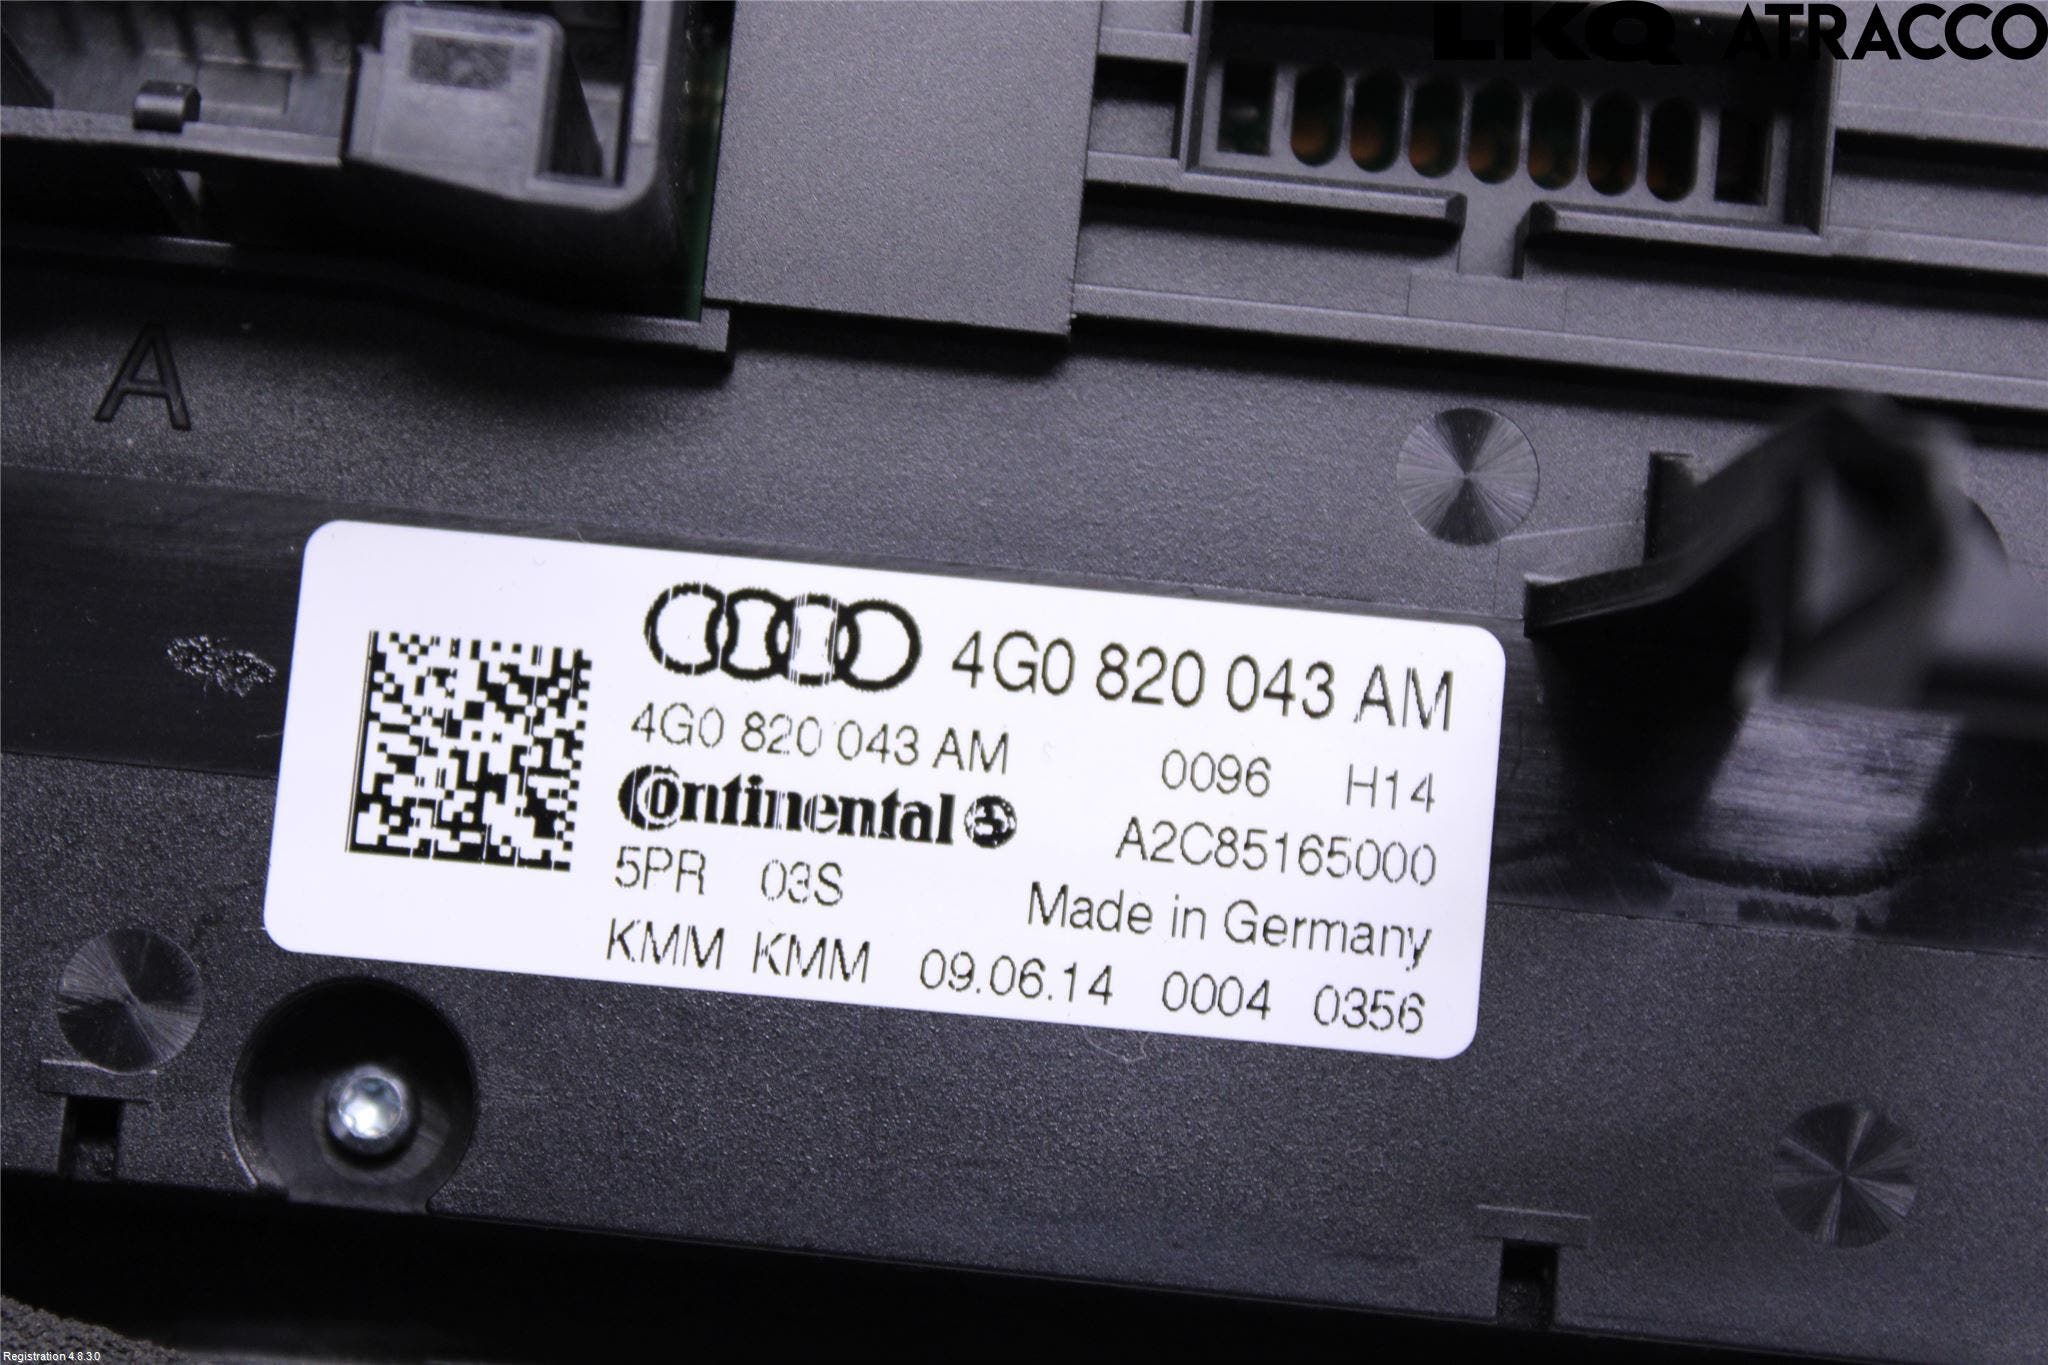 LKQ ATRACCO
A
4G0 820 043 AM
4G0 820 043 AM
0096 H14
Continental
A2C85165000
5PR 03S
Made in Germany
KMM KMM 09.06.14 0004 0356
Registration 4.8.3.0